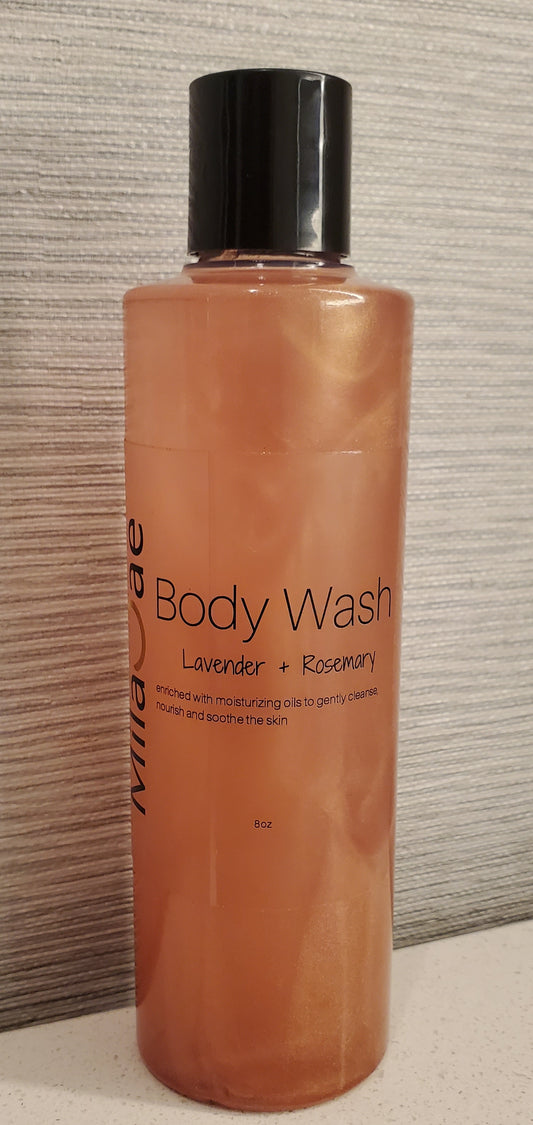 Body Wash
Lavender + Rosemary
enriched with moisturizing oils to gently cleanse,
nourish and soothe the skin
8oz